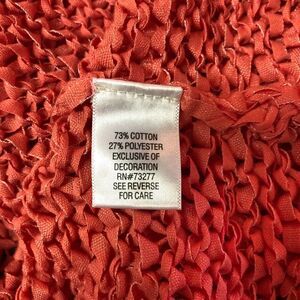 73% COTTON
27% POLYESTER
EXCLUSIVE OF
DECORATION
RN#73277
SEE REVERSE
FOR CARE